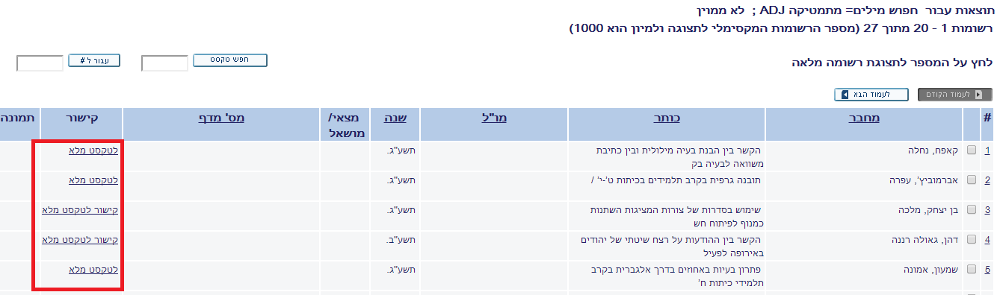 תוצאות עבור חפוש מילים= מתמטיקה ADJ ; לא ממוין
רשומות 1 - 20 מתוך 27 (מספר הרשומות המקסימלי לתצוגה ולמיון הוא 1000)
לחץ על המספר לתצוגת רשומה מלאה
חפש טקסט
עבור ל #
לעמוד הקודם
לעמוד הבא
# מחבר כותר מו"ל שנה מצאי/ מס' מדף קישור תמונה
מושאל
1 קאפח, נחלה הקשר בין הבנת בעיה מילולית ובין כתיבת תשע"ג. לטקסט מלא
משוואה לבעיה בק
2 אברמוביץ', עפרה תובנה גרפית בקרב תלמידים בכיתות ט'-י' / תשע"ג. לטקסט מלא
3 בן יצחק, מלכה שימוש בסדרות של צורות המציגות השתנות תשע"ג. קישור לטקסט מלא
כמנוף לפיתוח חש
4 דהן, גאולה רננה הקשר בין ההודעות על רצח שיטתי של יהודים תשע"ב. קישור לטקסט מלא
באירופה לפעיל
5 שמעון, אמונה פתרון בעיות באחוזים בדרך אלגברית בקרב תשע"ג. לטקסט מלא
תלמידי כיתות ח'